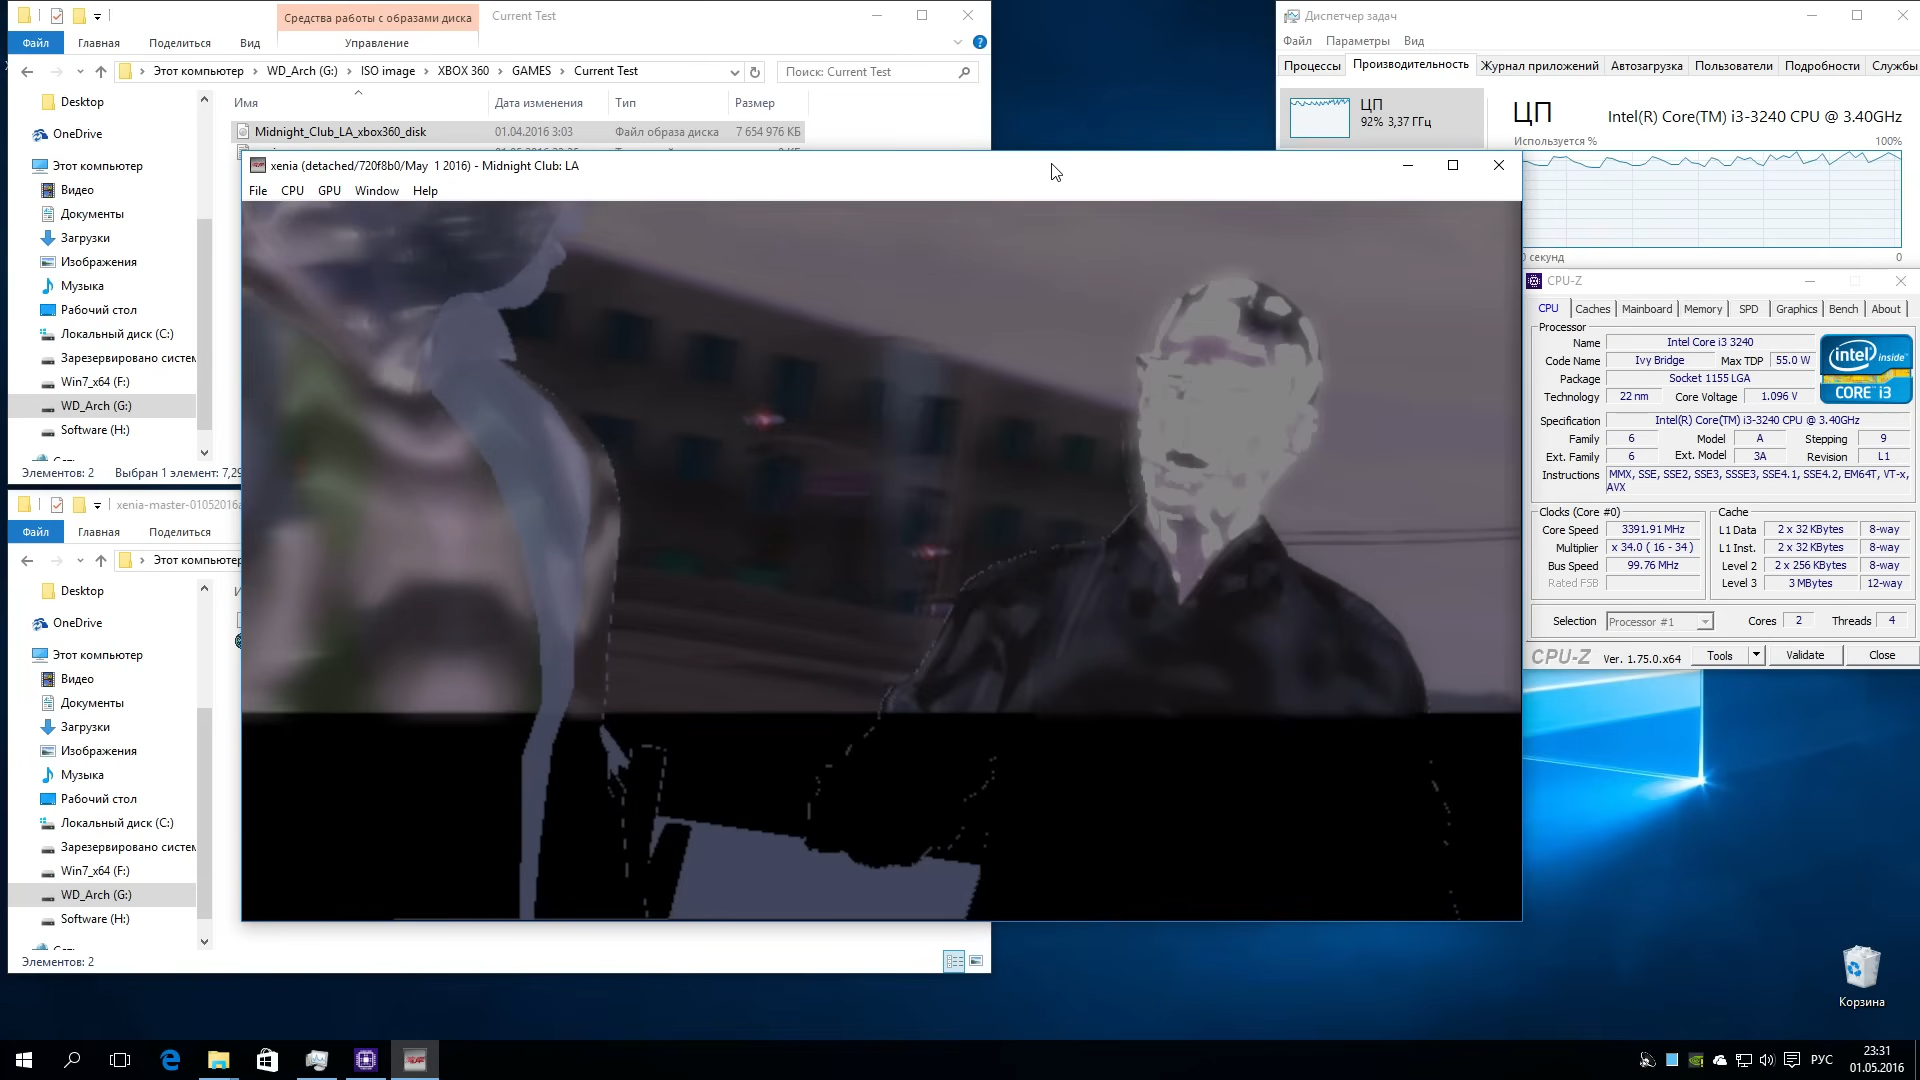 Средства работы с образами диска
Current Test
Файл
Главная
Поделиться
Вид
Управление
Этот компьютер
WD_Arch (G:)
ISO image
XBOX 360
GAMES
Current Test
Поиск: Current Test
Имя
Дата изменения
Тип
Размер
Midnight_Club_LA_xbox360_disk
01.04.2016 3:03
Файл образа диска
7 654 976 КБ
Desktop
OneDrive
Этот компьютер
Видео
Документы
Загрузки
Изображения
Музыка
Рабочий стол
Локальный диск (C:)
Зарезервировано систем
Win7_x64 (F:)
WD_Arch (G:)
Software (H:)
Элементов: 2
Выбран 1 элемент: 7,29
xenia (detached/720f8b0/May 1 2016) - Midnight Club: LA
File
CPU
GPU
Window
Help
xenia-master-01052016
Файл
Главная
Поделиться
Этот компьютер
Desktop
OneDrive
Этот компьютер
Видео
Документы
Загрузки
Изображения
Музыка
Рабочий стол
Локальный диск (C:)
Зарезервировано систем
Win7_x64 (F:)
WD_Arch (G:)
Software (H:)
Элементов: 2
Диспетчер задач
Файл
Параметры
Вид
Процессы
Производительность
Журнал приложений
Автозагрузка
Пользователи
Подробности
Службы
ЦП
92% 3,37 ГГц
ЦП
Intel(R) Core(TM) i3-3240 CPU @ 3.40GHz
Используется %
100%
секунд
0
CPU-Z
CPU
Caches
Mainboard
Memory
SPD
Graphics
Bench
About
Processor
Name
Intel Core i3 3240
Code Name
Ivy Bridge
Max TDP
55.0 W
Package
Socket 1155 LGA
Technology
22 nm
Core Voltage
1.096 V
intel inside
CORE i3
Specification
Intel(R) Core(TM) i3-3240 CPU @ 3.40GHz
Family
6
Model
A
Stepping
9
Ext. Family
6
Ext. Model
3A
Revision
L1
Instructions
MMX, SSE, SSE2, SSE3, SSSE3, SSE4.1, SSE4.2, EM64T, VT-x,
AVX
Clocks (Core #0)
Core Speed
3391.91 MHz
Multiplier
x 34.0 ( 16 - 34 )
Bus Speed
99.76 MHz
Rated FSB
Cache
L1 Data
2 x 32 KBytes
8-way
L1 Inst.
2 x 32 KBytes
8-way
Level 2
2 x 256 KBytes
8-way
Level 3
3 MBytes
12-way
Selection
Processor #1
Cores
2
Threads
4
CPU-Z
Ver. 1.75.0.x64
Tools
Validate
Close
Корзина
РУС
23:31
01.05.2016